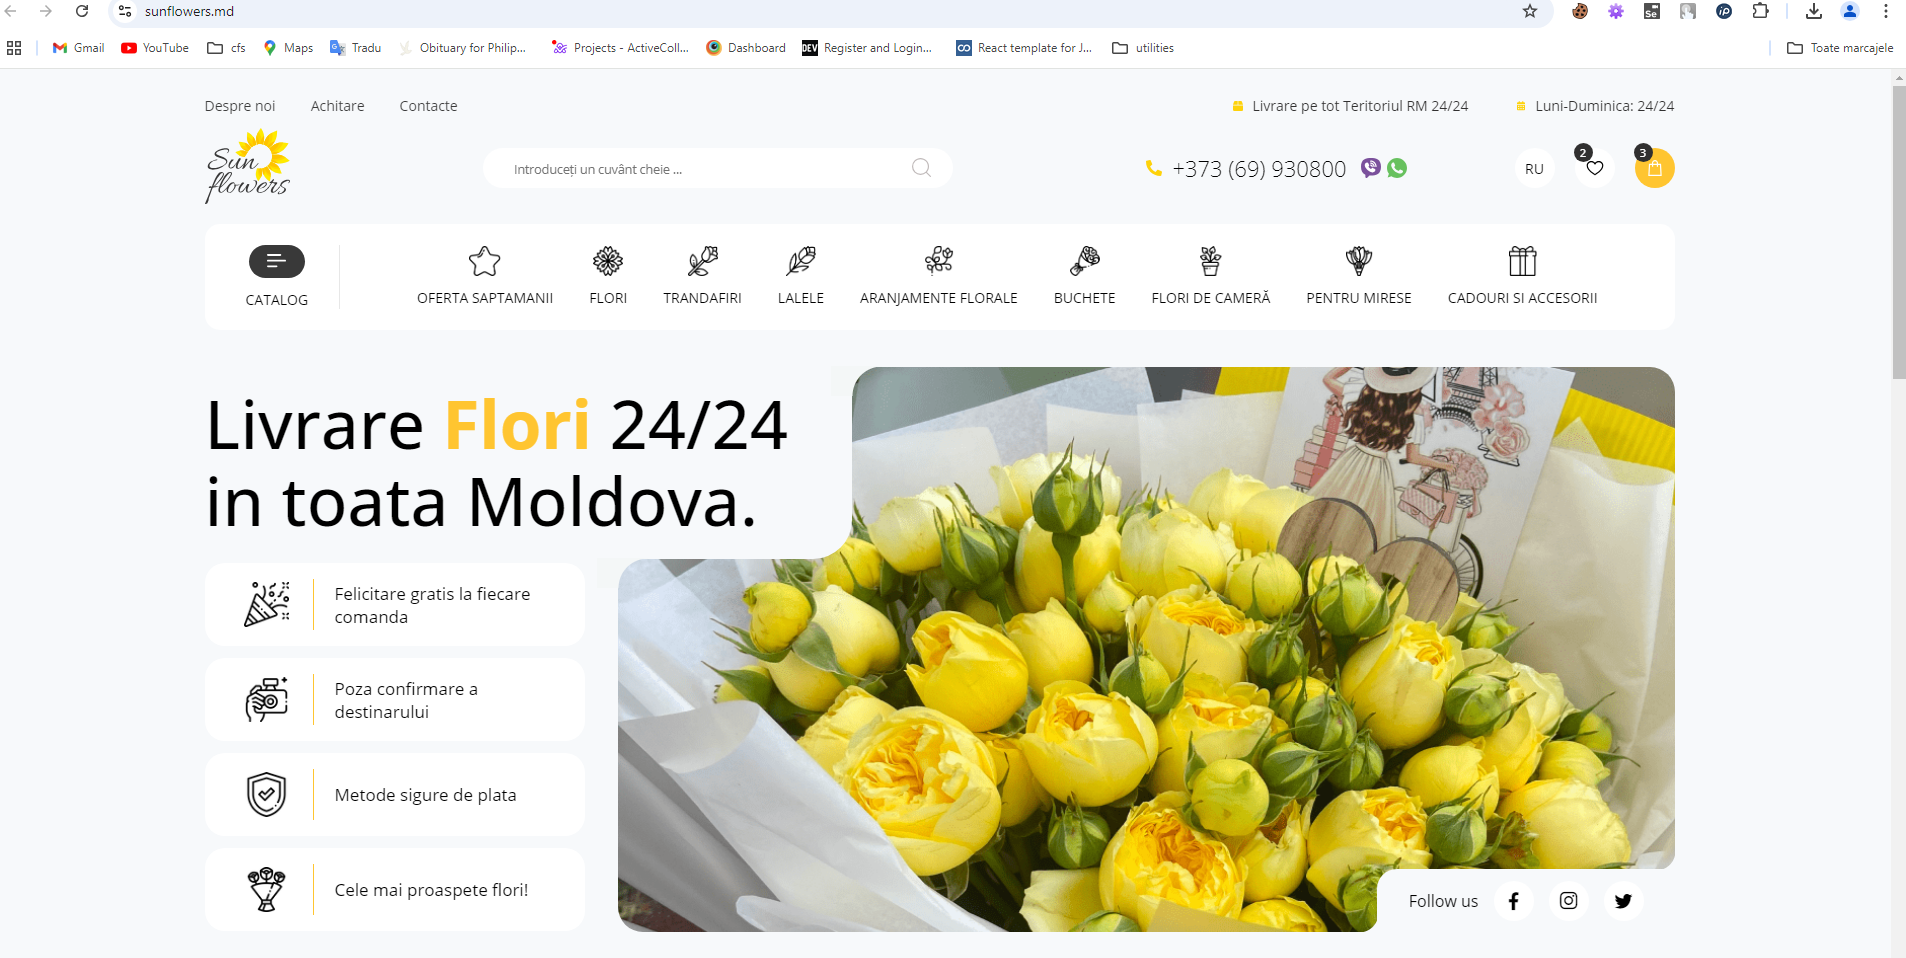 sunflowers.md
Gmail YouTube cfs Maps Tradu Obituary for Philip... Projects - ActiveColl... Dashboard DEV Register and Login... React template for J... utilities Toate marcajele
Despre noi Achitare Contacte Livrare pe tot Teritoriul RM 24/24 Luni-Duminica: 24/24
Sun
flowers
Introduceți un cuvânt cheie ... +373 (69) 930800 RU 2 3
CATALOG OFERTA SAPTAMANII FLORI TRANDAFIRI LALELE ARANJAMENTE FLORALE BUCHETE FLORI DE CAMERĂ PENTRU MIRESE CADOURI SI ACCESORII
Livrare Flori 24/24
in toata Moldova.
Felicitare gratis la fiecare
comanda
Poza confirmare a
destinarului
Metode sigure de plata
Cele mai proaspete flori!
Follow us